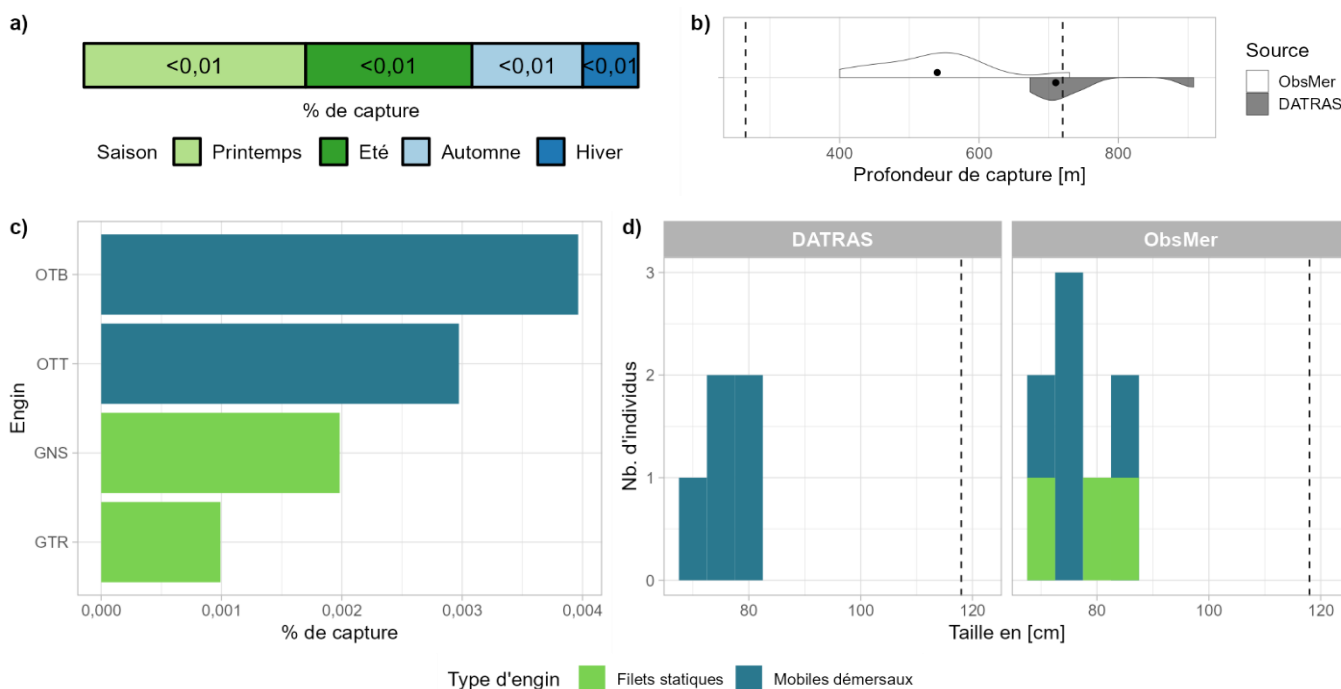 a)
<0,01 <0,01 <0,01 <0,01
% de capture
Saison Printemps Eté Automne Hiver
b)
400 600 800
Profondeur de capture [m]
Source
ObsMer
DATRAS
c)
Engin
OTB
OTT
GNS
GTR
0,000 0,001 0,002 0,003 0,004
% de capture
d)
DATRAS ObsMer
Nb. d'individus
3
2
1
0
80 100 120 80 100 120
Taille en [cm]
Type d'engin Filets statiques Mobiles démersaux